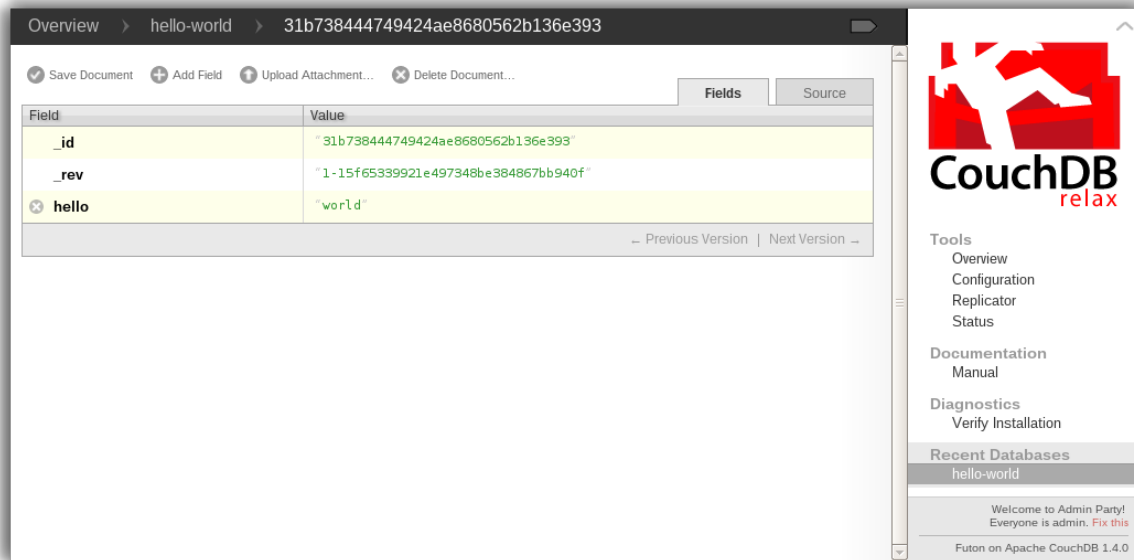 Overview hello-world 31b738444749424ae8680562b136e393
Save Document Add Field Upload Attachment… Delete Document…
Fields Source
Field Value
_id "31b738444749424ae8680562b136e393"
_rev "1-15f65339921e497348be384867bb940f"
hello "world"
← Previous Version | Next Version →
CouchDB
relax
Tools
Overview
Configuration
Replicator
Status
Documentation
Manual
Diagnostics
Verify Installation
Recent Databases
hello-world
Welcome to Admin Party!
Everyone is admin. Fix this
Futon on Apache CouchDB 1.4.0